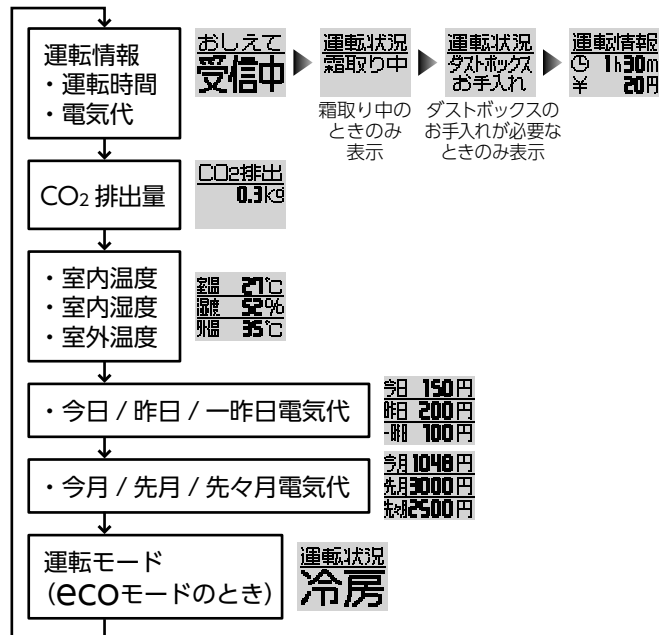 運転情報
・運転時間
・電気代
おしえて
受信中
運転状況
霜取り中
霜取り中の
ときのみ
表示
運転状況
ダストボックス
お手入れ
ダストボックスの
お手入れが必要な
ときのみ表示
運転情報
1h30m
¥ 20円
CO2 排出量
CO2排出
0.3kg
・室内温度
・室内湿度
・室外温度
室温 27℃
湿度 52%
外温 35℃
・今日 / 昨日 / 一昨日電気代
今日 150円
昨日 200円
一昨日 100円
・今月 / 先月 / 先々月電気代
今月1048円
先月3000円
先々月2500円
運転モード
（ecoモードのとき）
運転状況
冷房